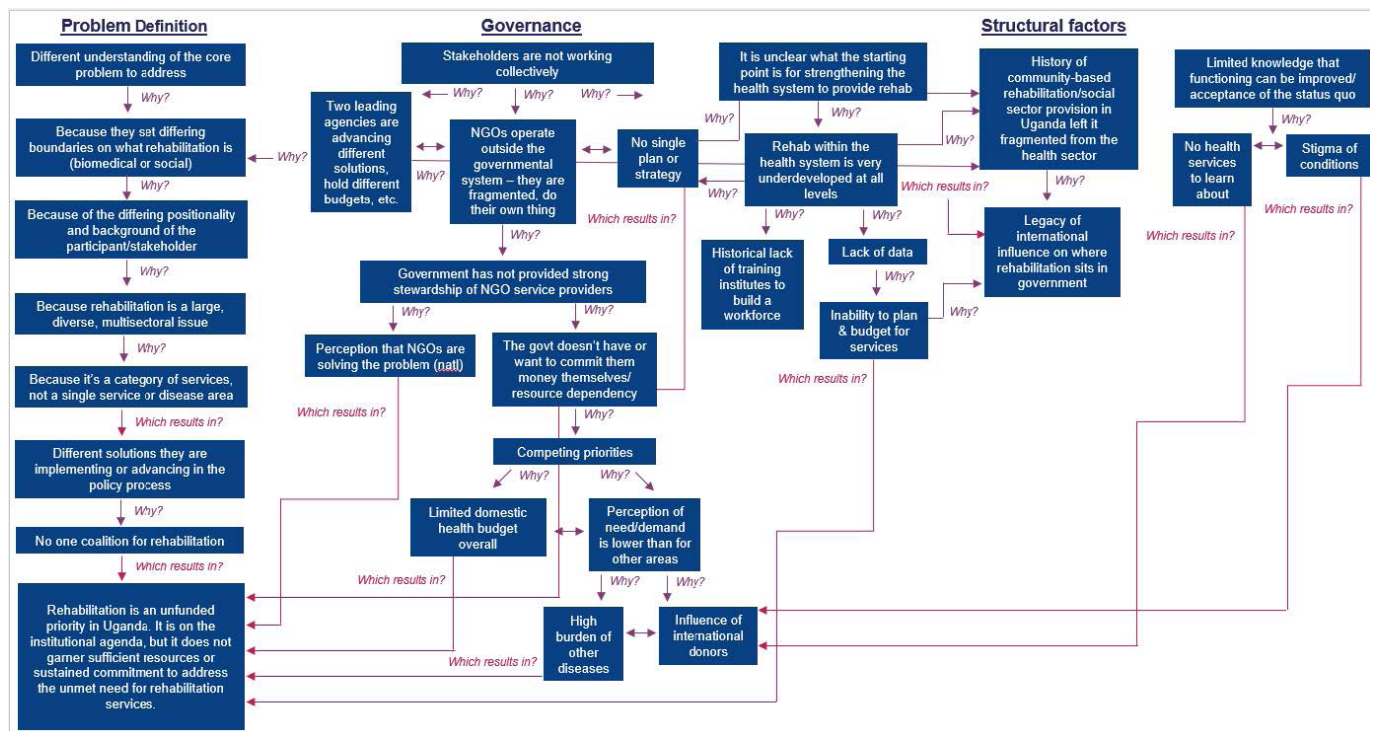 Problem Definition
Different understanding of the core
problem to address
Why?
Because they set differing
boundaries on what rehabilitation is
(biomedical or social)
Why?
Because of the differing positionality
and background of the
participant/stakeholder
Why?
Because rehabilitation is a large,
diverse, multisectoral issue
Why?
Because it's a category of services,
not a single service or disease area
Which results in?
Different solutions they are
implementing or advancing in the
policy process
Why?
No one coalition for rehabilitation
Which results in?
Rehabilitation is an unfunded
priority in Uganda. It is on the
institutional agenda, but it does not
garner sufficient resources or
sustained commitment to address
the unmet need for rehabilitation
services.
Governance
Stakeholders are not working
collectively
Why?
Why?
Why?
Two leading
agencies are
advancing
different
solutions,
hold different
budgets, etc.
Why?
Why?
NGOs operate
outside the
governmental
system – they are
fragmented, do
their own thing
No single
plan or
strategy
Why?
Which results in?
Why?
Government has not provided strong
stewardship of NGO service providers
Why?
Why?
Perception that NGOs are
solving the problem (natl)
Which results in?
The govt doesn't have or
want to commit them
money themselves/
resource dependency
Why?
Competing priorities
Why?
Why?
Limited domestic
health budget
overall
Which results in?
Perception of
need/demand
is lower than for
other areas
Why?
Why?
High
burden of
other
diseases
Which results in?
Influence of
international
donors
Structural factors
It is unclear what the starting
point is for strengthening the
health system to provide rehab
Why?
Rehab within the
health system is very
underdeveloped at all
levels
Why?
Why?
Why?
Why?
Historical lack
of training
institutes to
build a
workforce
Lack of data
Why?
Inability to plan
& budget for
services
Why?
Which results in?
History of
community-based
rehabilitation/social
sector provision in
Uganda left it
fragmented from the
health sector
Why?
Which results in?
Legacy of
international
influence on where
rehabilitation sits in
government
Limited knowledge that
functioning can be improved/
acceptance of the status quo
Why?
No health
services
to learn
about
Stigma of
conditions
Which results in?
Which results in?